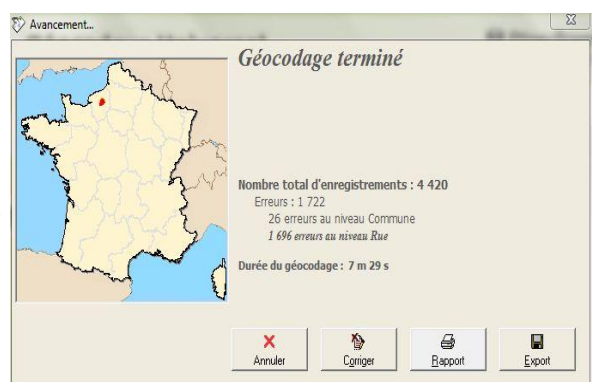 Avancement...
Géocodage terminé
Nombre total d'enregistrements : 4 420
Erreurs : 1 722
26 erreurs au niveau Commune
1 696 erreurs au niveau Rue
Durée du géocodage : 7 m 29 s
Annuler
Corriger
Rapport
Export